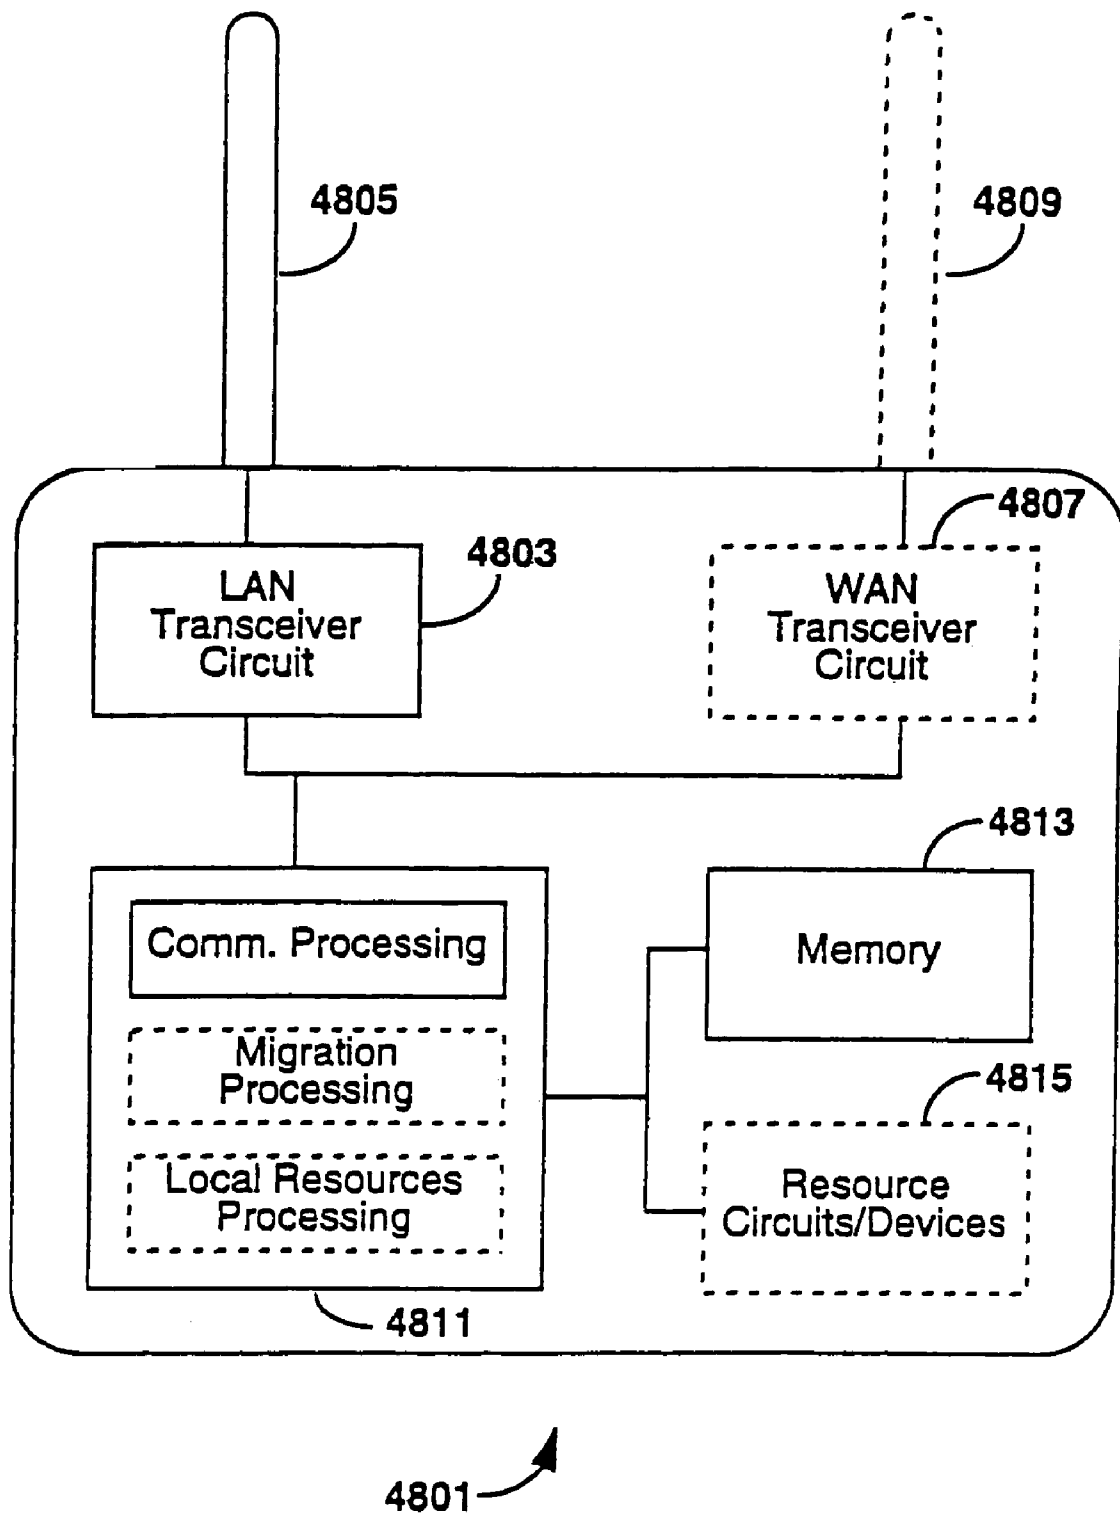 4805
4809
4807
4803
LAN
Transceiver
Circuit
WAN
Transceiver
Circuit
4813
Comm. Processing
Memory
Migration
Processing
4815
Local Resources
Processing
Resource
Circuits/Devices
4811
4801